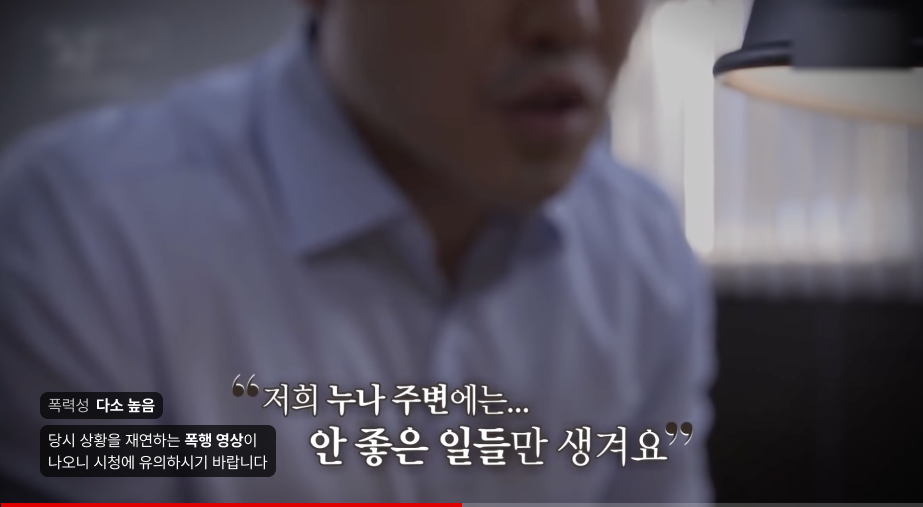 “저희 누나 주변에는...
안 좋은 일들만 생겨요”
폭력성 다소 높음
당시 상황을 재연하는 폭행 영상이
나오니 시청에 유의하시기 바랍니다